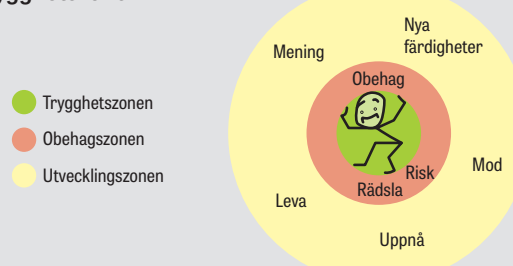 Trygghetszonen
Obehagszonen
Utvecklingszonen
Mening
Nya
färdigheter
Obehag
Risk
Rädsla
Mod
Leva
Uppnå